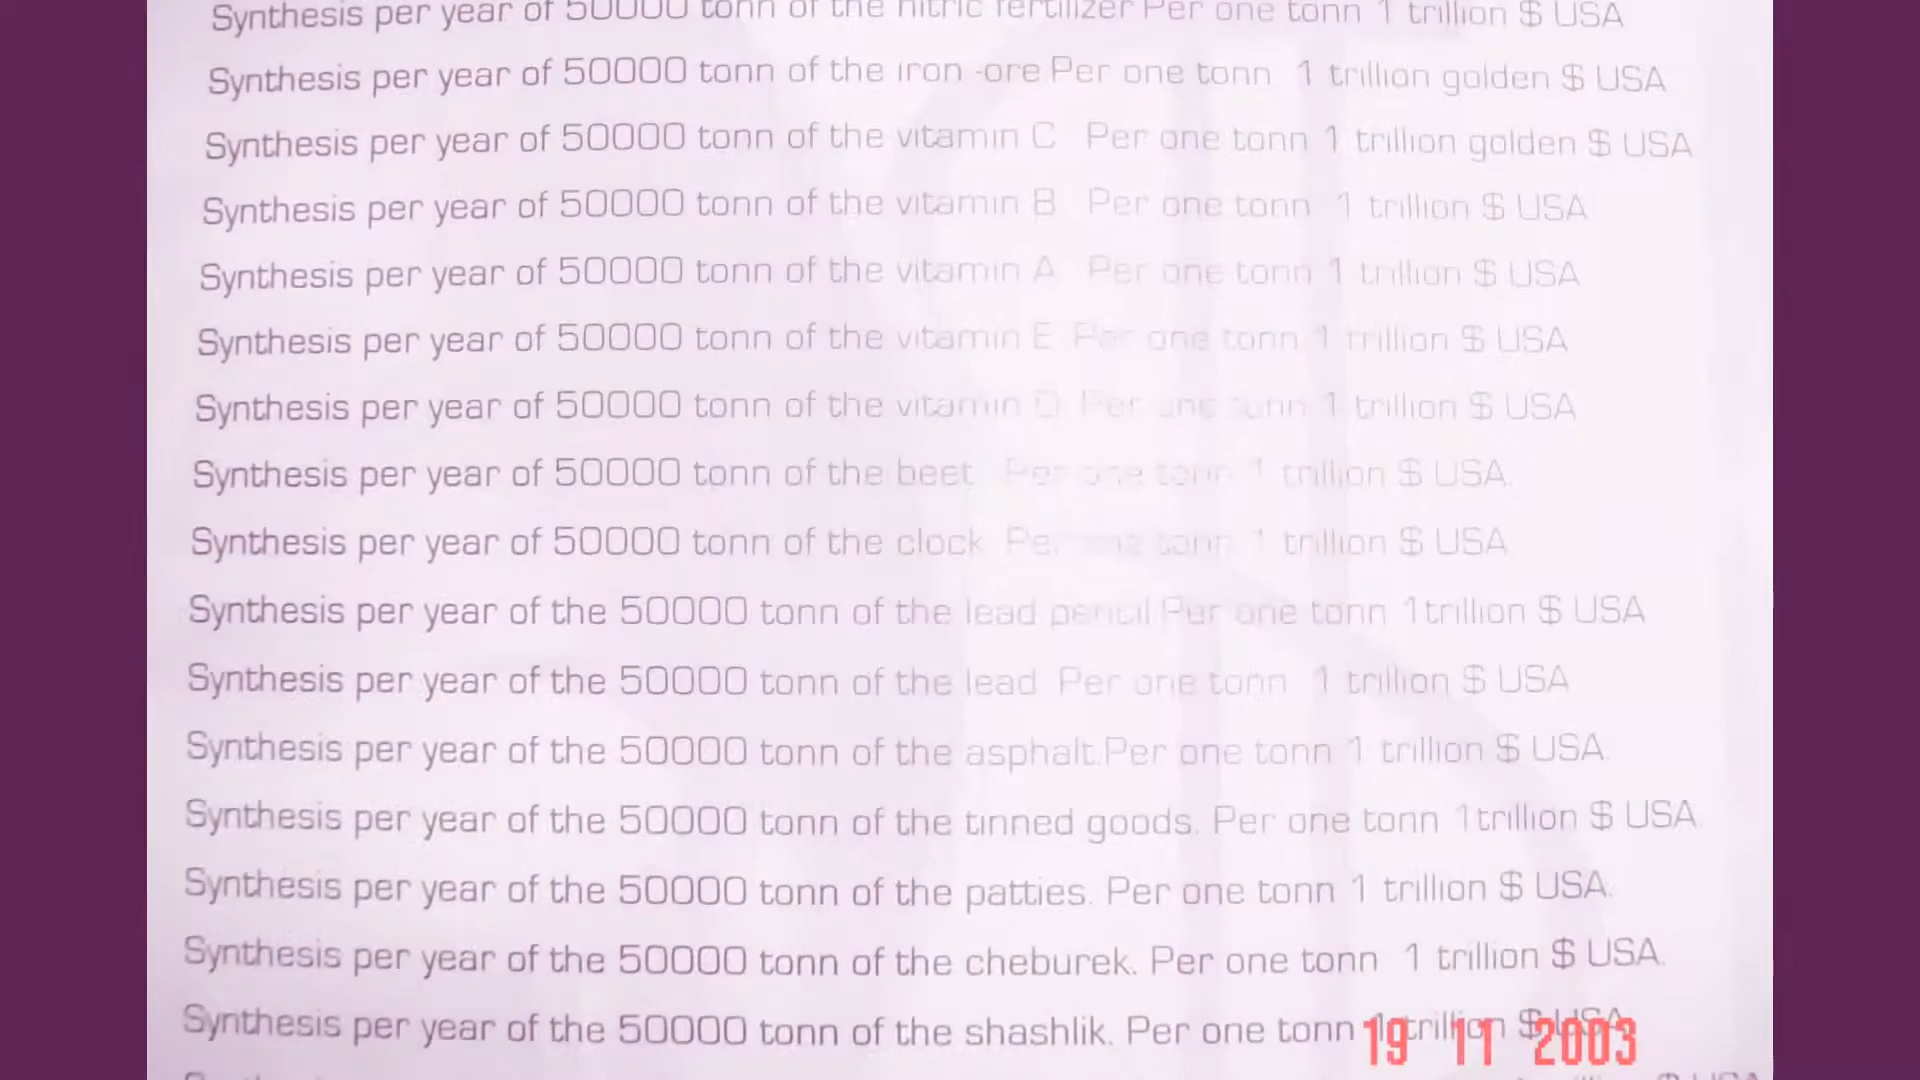 Synthesis per year of 50000 tonn of the nitric fertilizer Per one tonn 1 trillion $ USA
Synthesis per year of 50000 tonn of the iron -ore.Per one tonn 1 trillion golden $ USA
Synthesis per year of 50000 tonn of the vitamin C Per one tonn 1 trillion golden $ USA
Synthesis per year of 50000 tonn of the vitamin B Per one tonn 1 trillion $ USA
Synthesis per year of 50000 tonn of the vitamin A Per one tonn 1 trillion $ USA
Synthesis per year of 50000 tonn of the vitamin E Per one tonn 1 trillion $ USA
Synthesis per year of 50000 tonn of the vitamin D Per one tonn 1 trillion $ USA
Synthesis per year of 50000 tonn of the beet Per one tonn 1 trillion $ USA.
Synthesis per year of 50000 tonn of the clock Per one tonn 1 trillion $ USA
Synthesis per year of the 50000 tonn of the lead pencil Per one tonn 1trillion $ USA
Synthesis per year of the 50000 tonn of the lead Per one tonn 1 trillion $ USA
Synthesis per year of the 50000 tonn of the asphalt.Per one tonn 1 trillion $ USA.
Synthesis per year of the 50000 tonn of the tinned goods. Per one tonn 1trillion $ USA.
Synthesis per year of the 50000 tonn of the patties. Per one tonn 1 trillion $ USA.
Synthesis per year of the 50000 tonn of the cheburek. Per one tonn 1 trillion $ USA.
Synthesis per year of the 50000 tonn of the shashlik. Per one tonn 1 trillion $ USA
19 11 2003